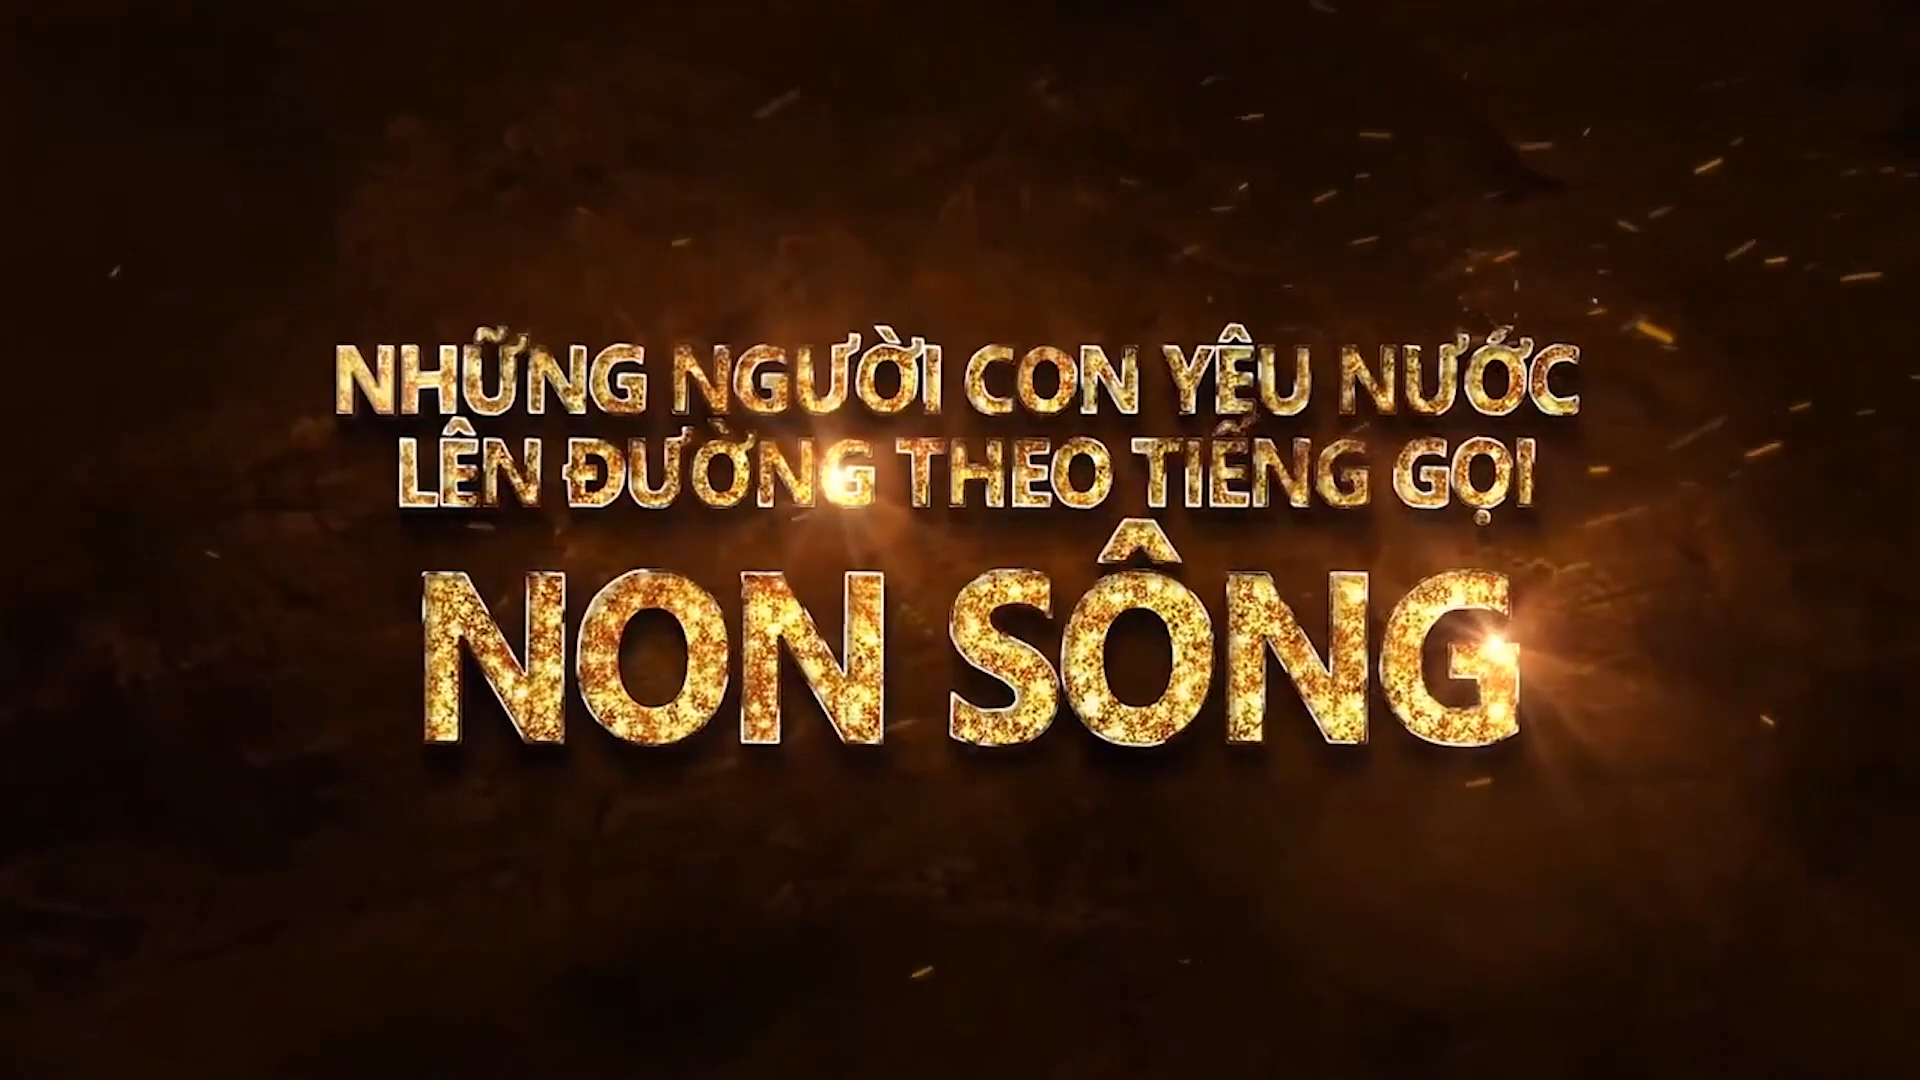 NHỮNG NGƯỜI CON YÊU NƯỚC
LÊN ĐƯỜNG THEO TIẾNG GỌI
NON SÔNG